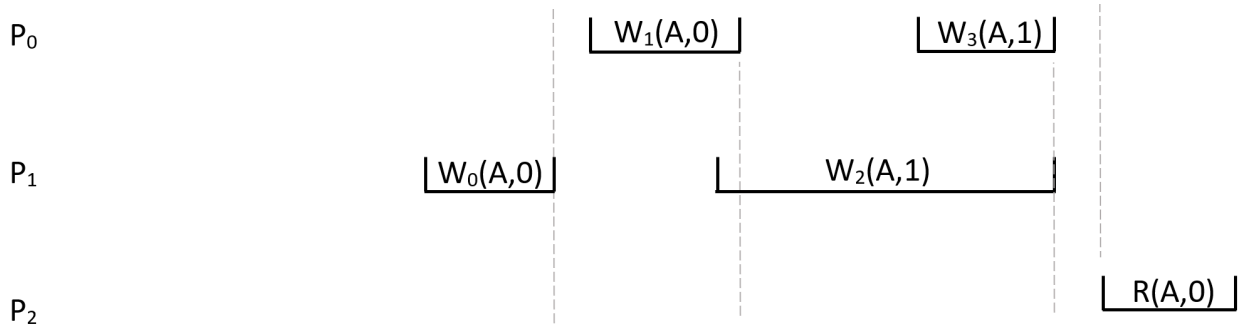 P₀ W₁(A,0) W₃(A,1)
P₁ W₀(A,0) W₂(A,1)
P₂ R(A,0)